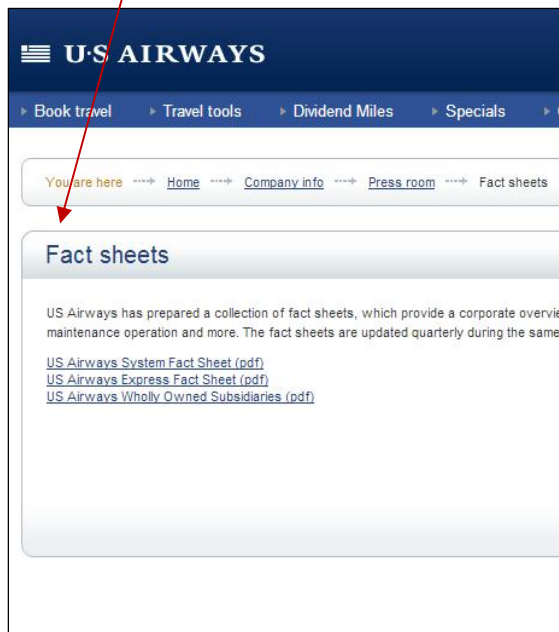 U·S AIRWAYS
Book travel Travel tools Dividend Miles Specials
You are here Home Company info Press room Fact sheets
Fact sheets
US Airways has prepared a collection of fact sheets, which provide a corporate
maintenance operation and more. The fact sheets are updated quarterly during the same
US Airways System Fact Sheet (pdf)
US Airways Express Fact Sheet (pdf)
US Airways Wholly Owned Subsidiaries (pdf)